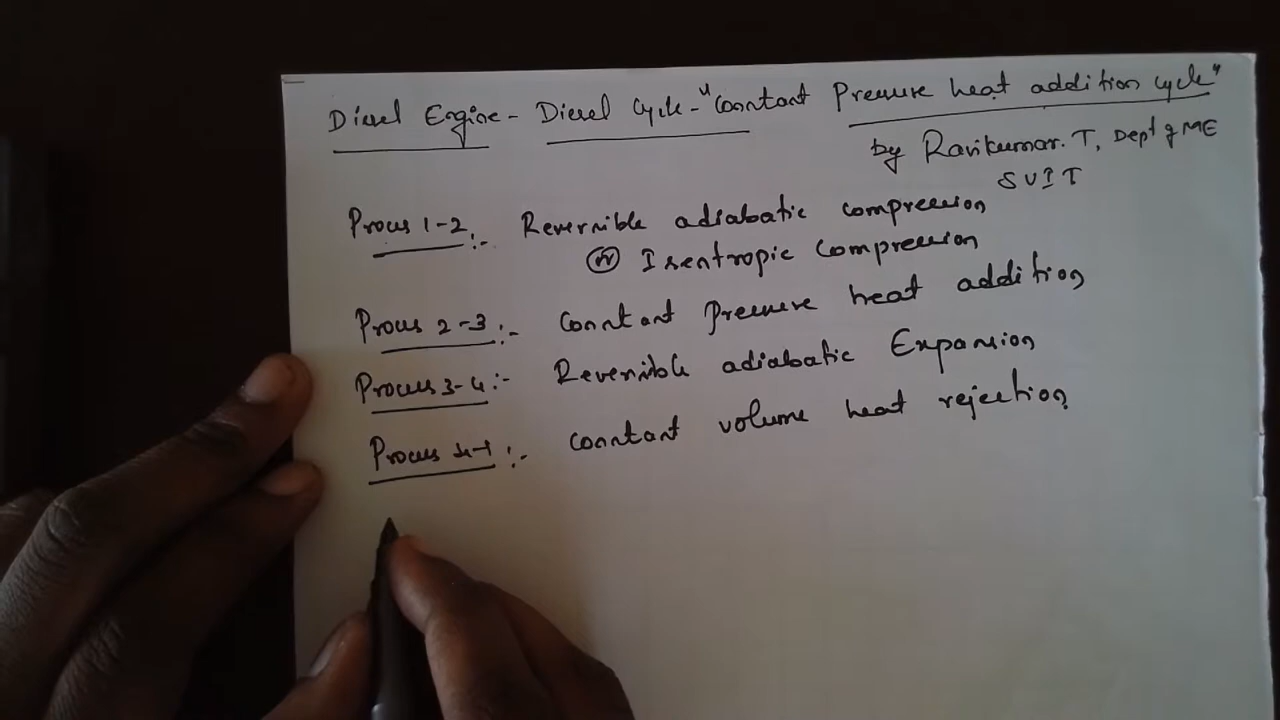 Diesel Engine - Diesel Cycle - "Constant Pressure heat addition cycle"
by Ravikumar. T, Dept of ME
SVIT
Process 1-2 :- Reversible adiabatic compression
(or) Isentropic Compression
Process 2-3 :- Constant Pressure heat addition
Process 3-4 :- Reversible adiabatic Expansion
Process 4-1 :- Constant volume heat rejection